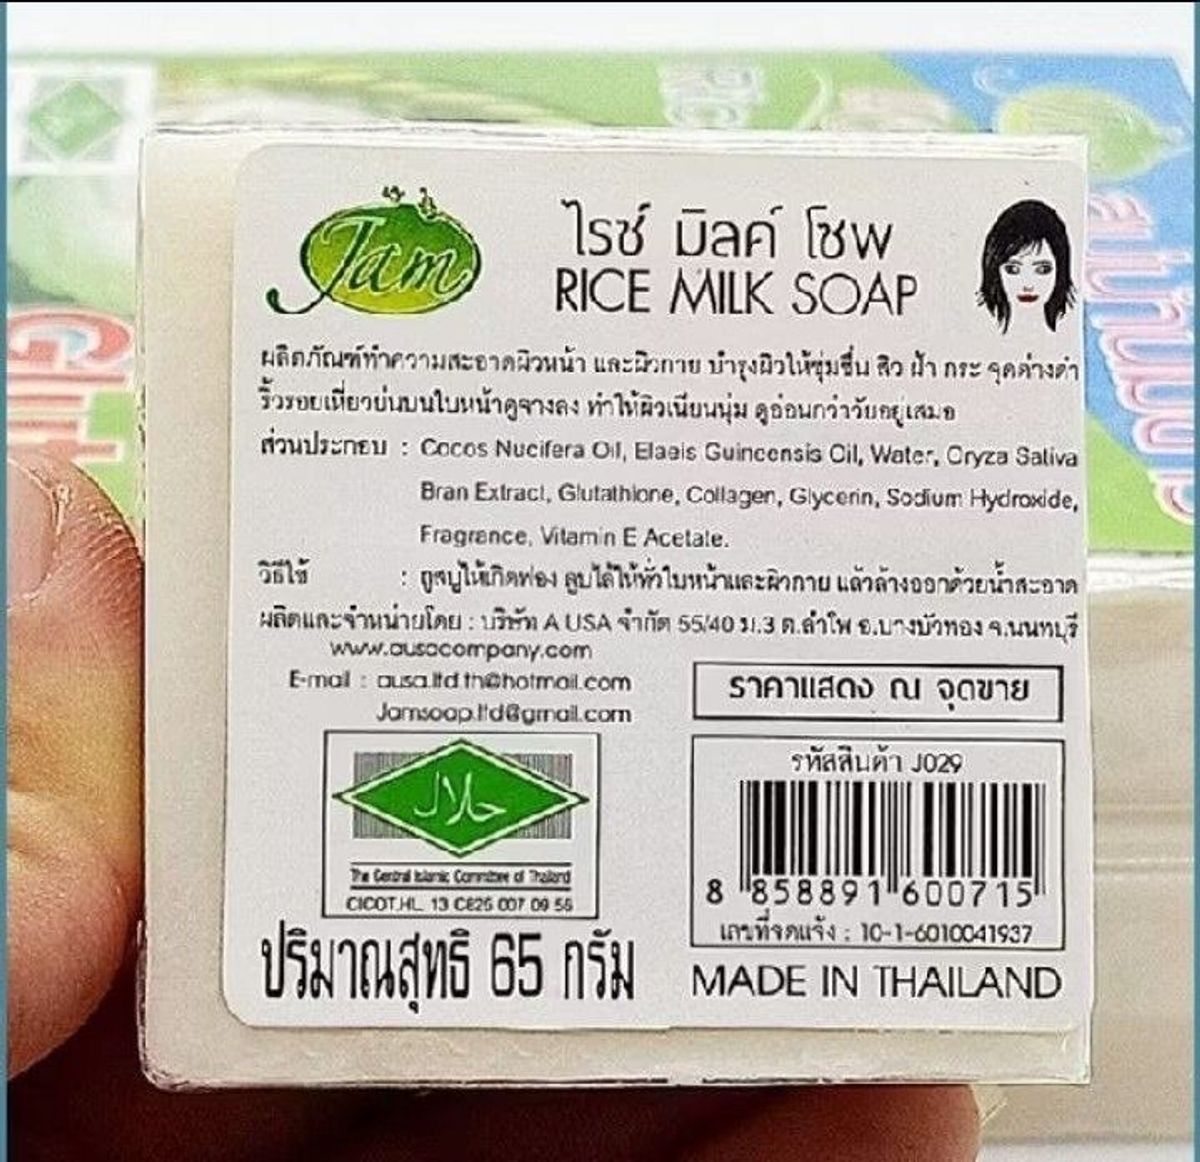 Jam
ไรซ์ มิลค์ โซพ
RICE MILK SOAP
ผลิตภัณฑ์ทำความสะอาดผิวหน้า และผิวกาย บำรุงผิวให้ชุ่มชื่น สิว ฝ้า กระ จุดด่างดำ
ริ้วรอยเหี่ยวย่นบนใบหน้าดูจางลง ทำให้ผิวเนียนนุ่ม ดูอ่อนกว่าวัยอยู่เสมอ
ส่วนประกอบ : Cocos Nucifera Oil, Elaeis Guineensis Oil, Water, Oryza Sativa
Bran Extract, Glutathione, Collagen, Glycerin, Sodium Hydroxide,
Fragrance, Vitamin E Acetate.
วิธีใช้ : ถูสบู่ให้เกิดฟอง ลูบไล้ให้ทั่วใบหน้าและผิวกาย แล้วล้างออกด้วยน้ำสะอาด
ผลิตและจำหน่ายโดย : บริษัท A USA จำกัด 55/40 ม.3 ต.ลำโพ อ.บางบัวทอง จ.นนทบุรี
www.ausacompany.com
E-mail : ausa.ltd.th@hotmail.com
Jamsoap.ltd@gmail.com
ราคาแสดง ณ จุดขาย
حلال
The Central Islamic Committee of Thailand
CICOT.HL. 13 C825 007 09 56
รหัสสินค้า J029
8 858891 600715
เลขที่จดแจ้ง : 10-1-6010041937
ปริมาณสุทธิ 65 กรัม
MADE IN THAILAND